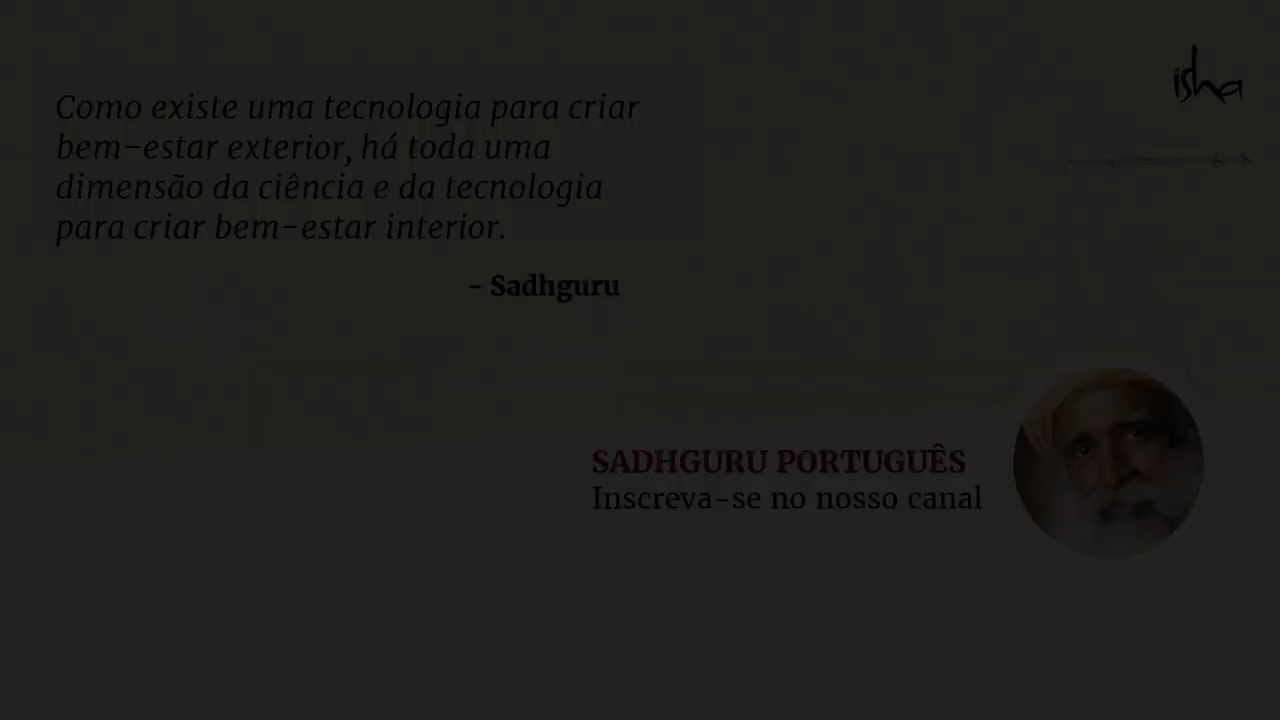 isha
Como existe uma tecnologia para criar
bem-estar exterior, há toda uma
dimensão da ciência e da tecnologia
para criar bem-estar interior.
- Sadhguru
SADHGURU PORTUGUÊS
Inscreva-se no nosso canal